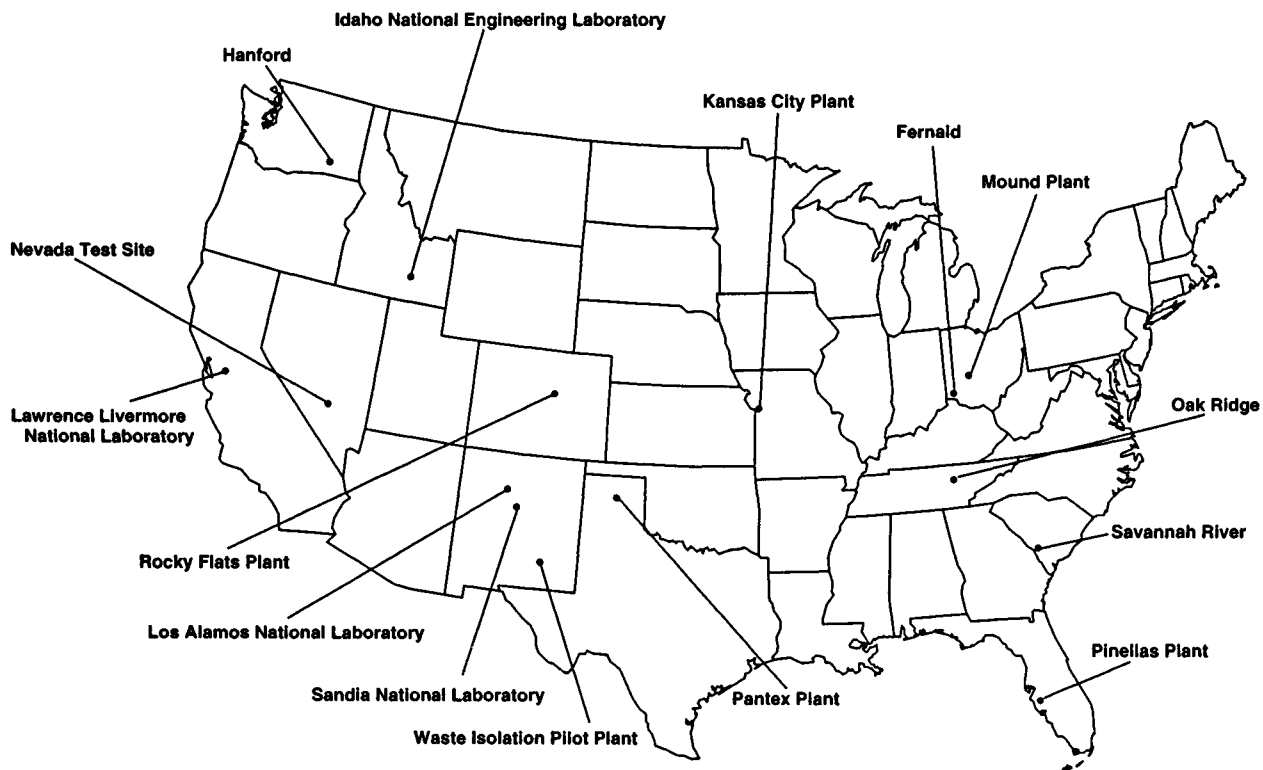 Idaho National Engineering Laboratory
Hanford
Kansas City Plant
Fernaid
Mound Plant
Nevada Test Site
Lawrence Livermore
National Laboratory
Oak Ridge
Rocky Flats Plant
Savannah River
Los Alamos National Laboratory
Pinellas Plant
Sandia National Laboratory
Pantex Plant
Waste Isolation Pilot Plant